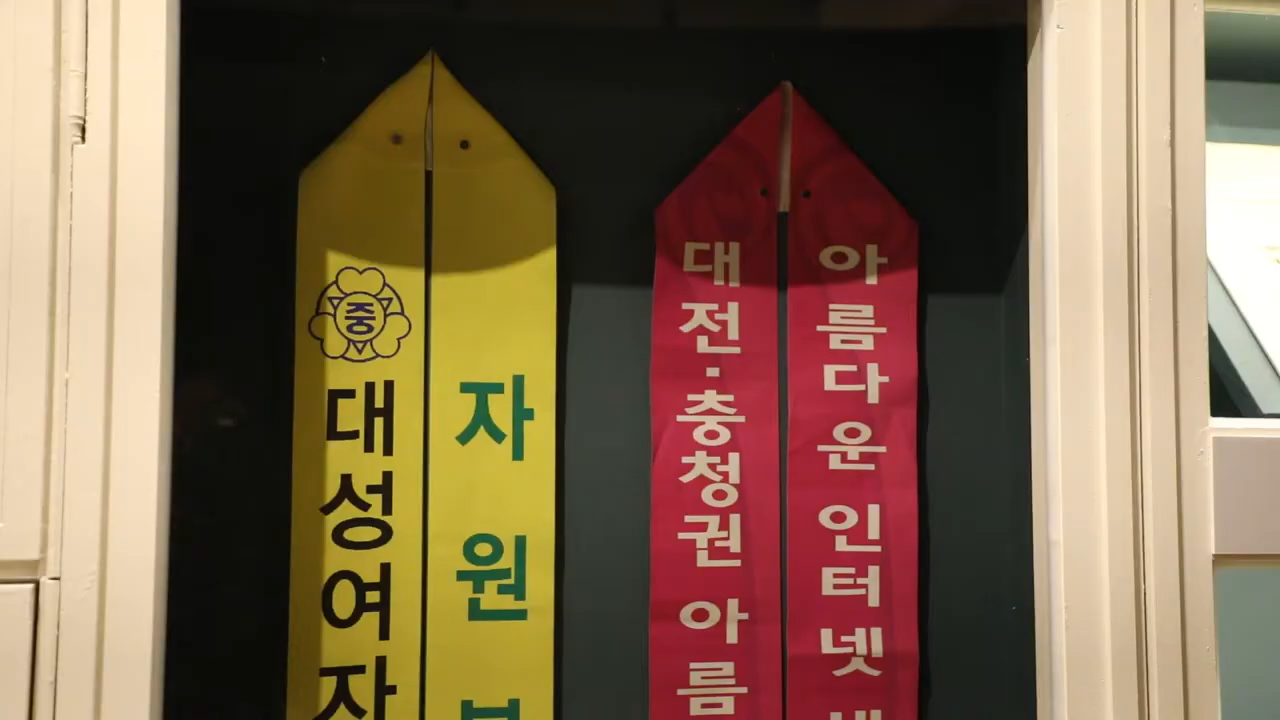 중
대성여자
자원
대전·충청권 아름
아름다운 인터넷